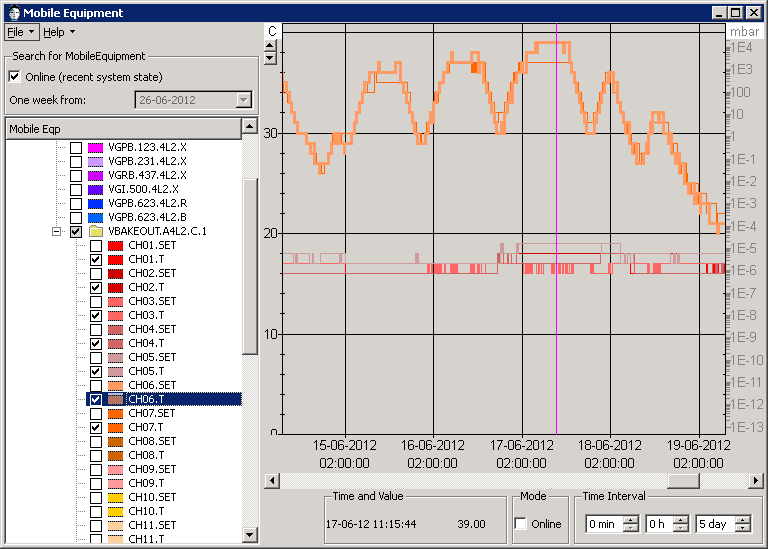 Mobile Equipment
File Help
Search for MobileEquipment
Online (recent system state)
One week from: 26-06-2012
Mobile Eqp
VGPB.123.4L2.X
VGPB.231.4L2.X
VGRB.437.4L2.X
VGI.500.4L2.X
VGPB.623.4L2.R
VGPB.623.4L2.B
VBAKEOUT.A4L2.C.1
CH01.SET
CH01.T
CH02.SET
CH02.T
CH03.SET
CH03.T
CH04.SET
CH04.T
CH05.SET
CH05.T
CH06.SET
CH06.T
CH07.SET
CH07.T
CH08.SET
CH08.T
CH09.SET
CH09.T
CH10.SET
CH10.T
CH11.SET
CH11.T
C
30
20
10
0
mbar
1E4
1E3
100
10
1
1E-1
1E-2
1E-3
1E-4
1E-5
1E-6
1E-7
1E-8
1E-9
1E-10
1E-11
1E-12
1E-13
15-06-2012 16-06-2012 17-06-2012 18-06-2012 19-06-2012
02:00:00 02:00:00 02:00:00 02:00:00 02:00:00
Time and Value
17-06-12 11:15:44 39.00
Mode
Online
Time Interval
0 min 0 h 5 day